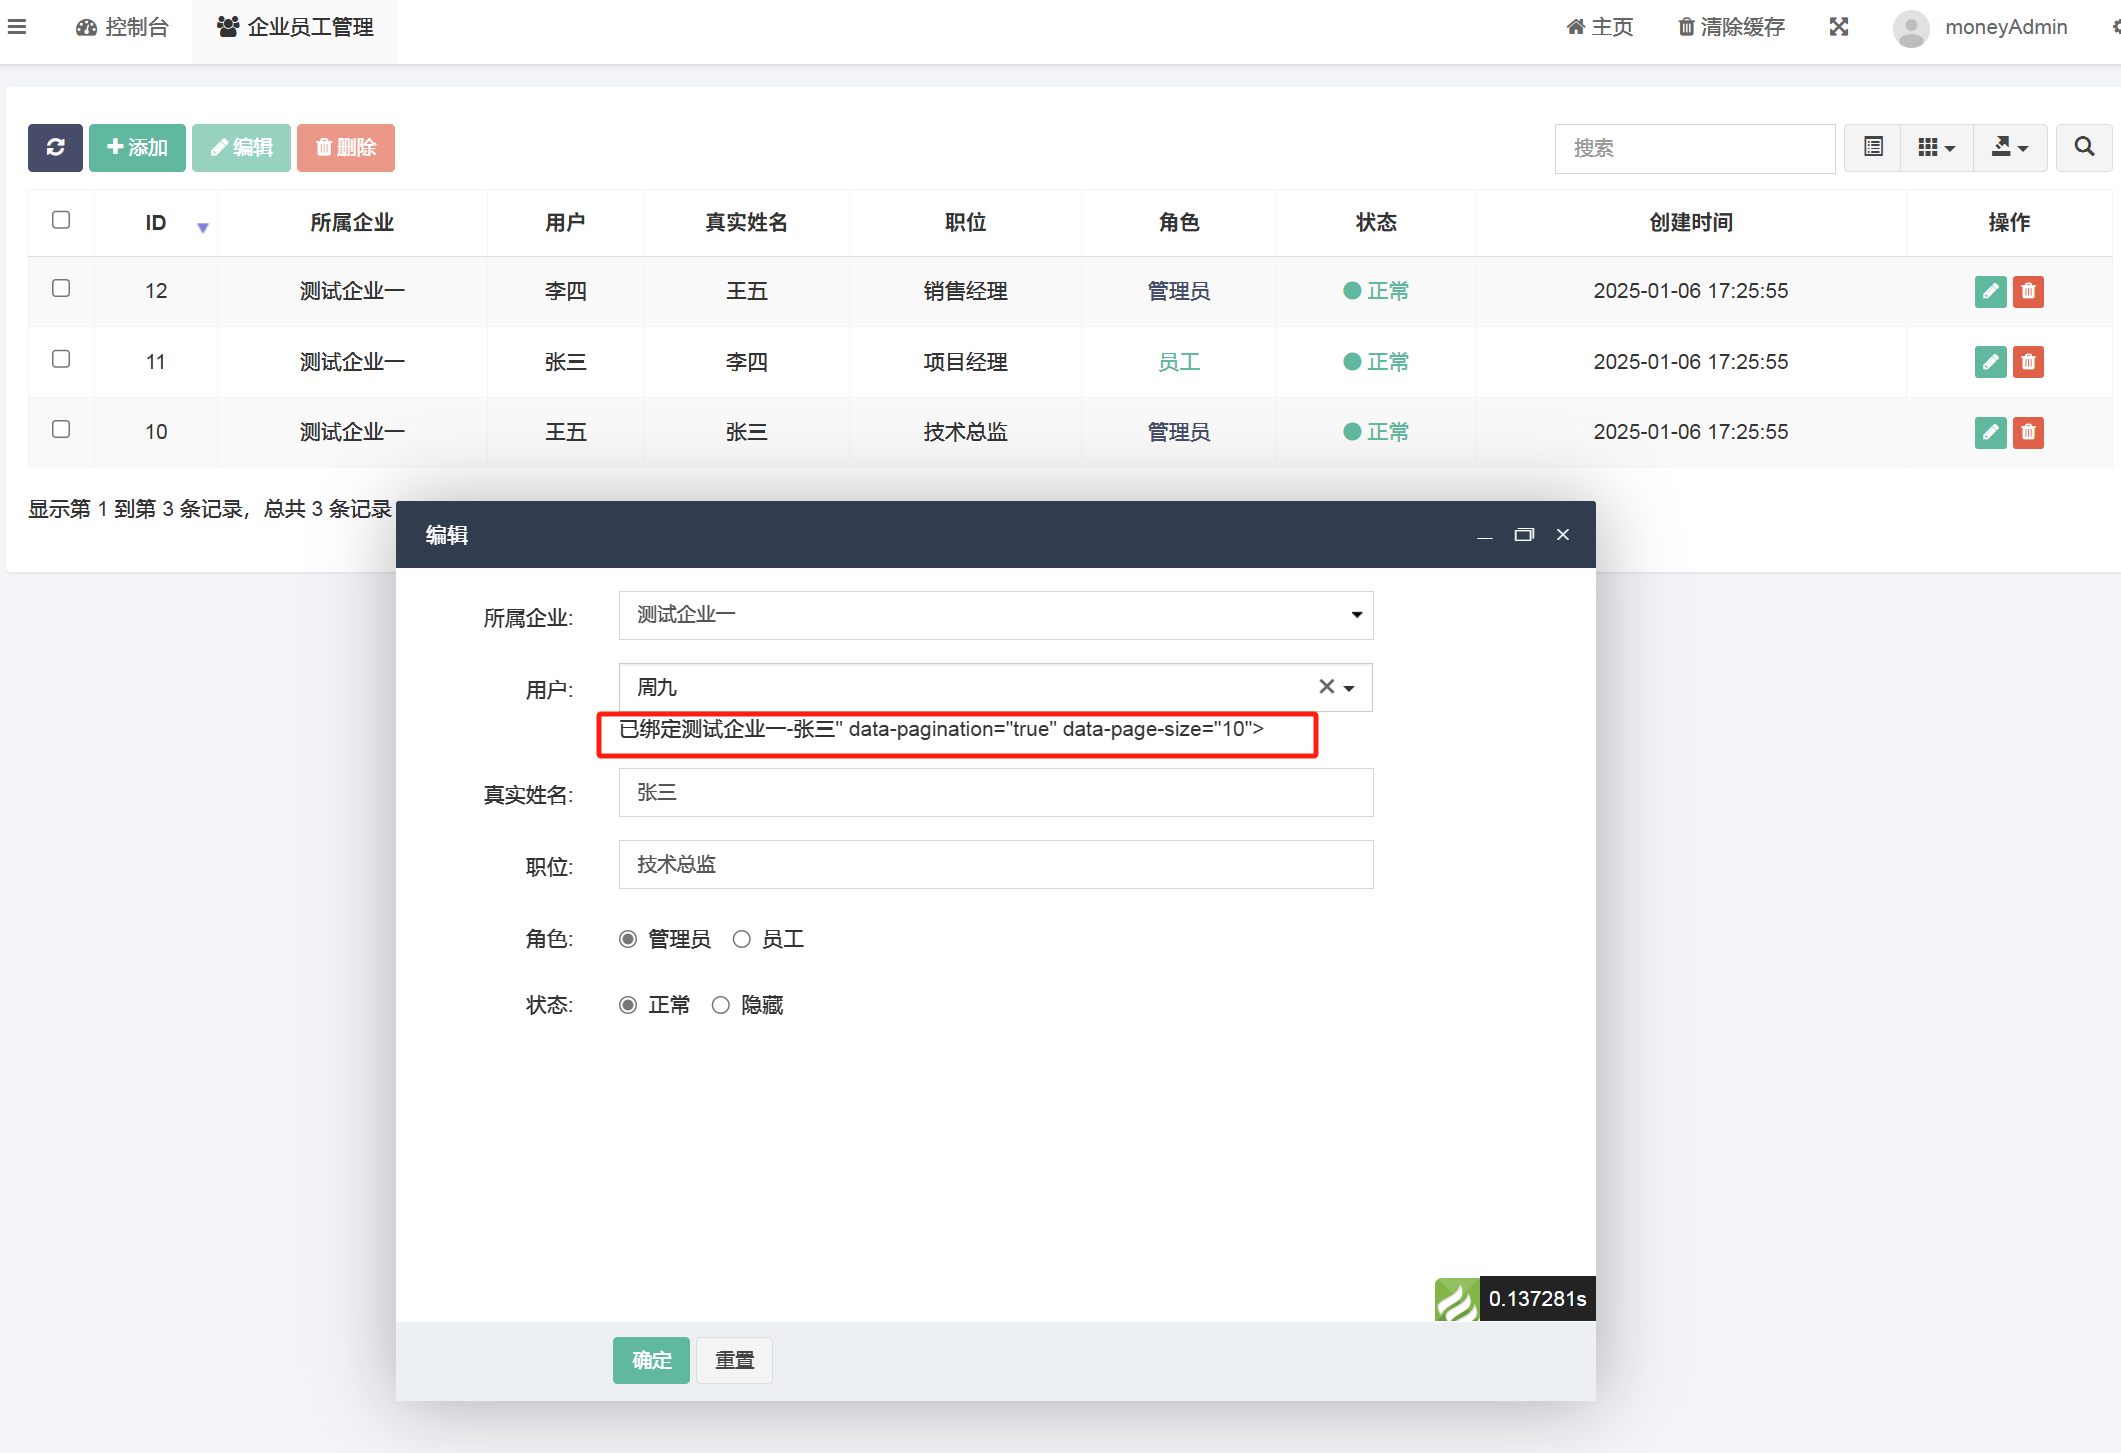 控制台 企业员工管理 主页 清除缓存 moneyAdmin
添加 编辑 删除 搜索
ID 所属企业 用户 真实姓名 职位 角色 状态 创建时间 操作
12 测试企业一 李四 王五 销售经理 管理员 正常 2025-01-06 17:25:55
11 测试企业一 张三 李四 项目经理 员工 正常 2025-01-06 17:25:55
10 测试企业一 王五 张三 技术总监 管理员 正常 2025-01-06 17:25:55
显示第 1 到第 3 条记录，总共 3 条记录
编辑
所属企业: 测试企业一
用户: 周九
已绑定测试企业一-张三" data-pagination="true" data-page-size="10">
真实姓名: 张三
职位: 技术总监
角色: 管理员 员工
状态: 正常 隐藏
0.137281s
确定 重置